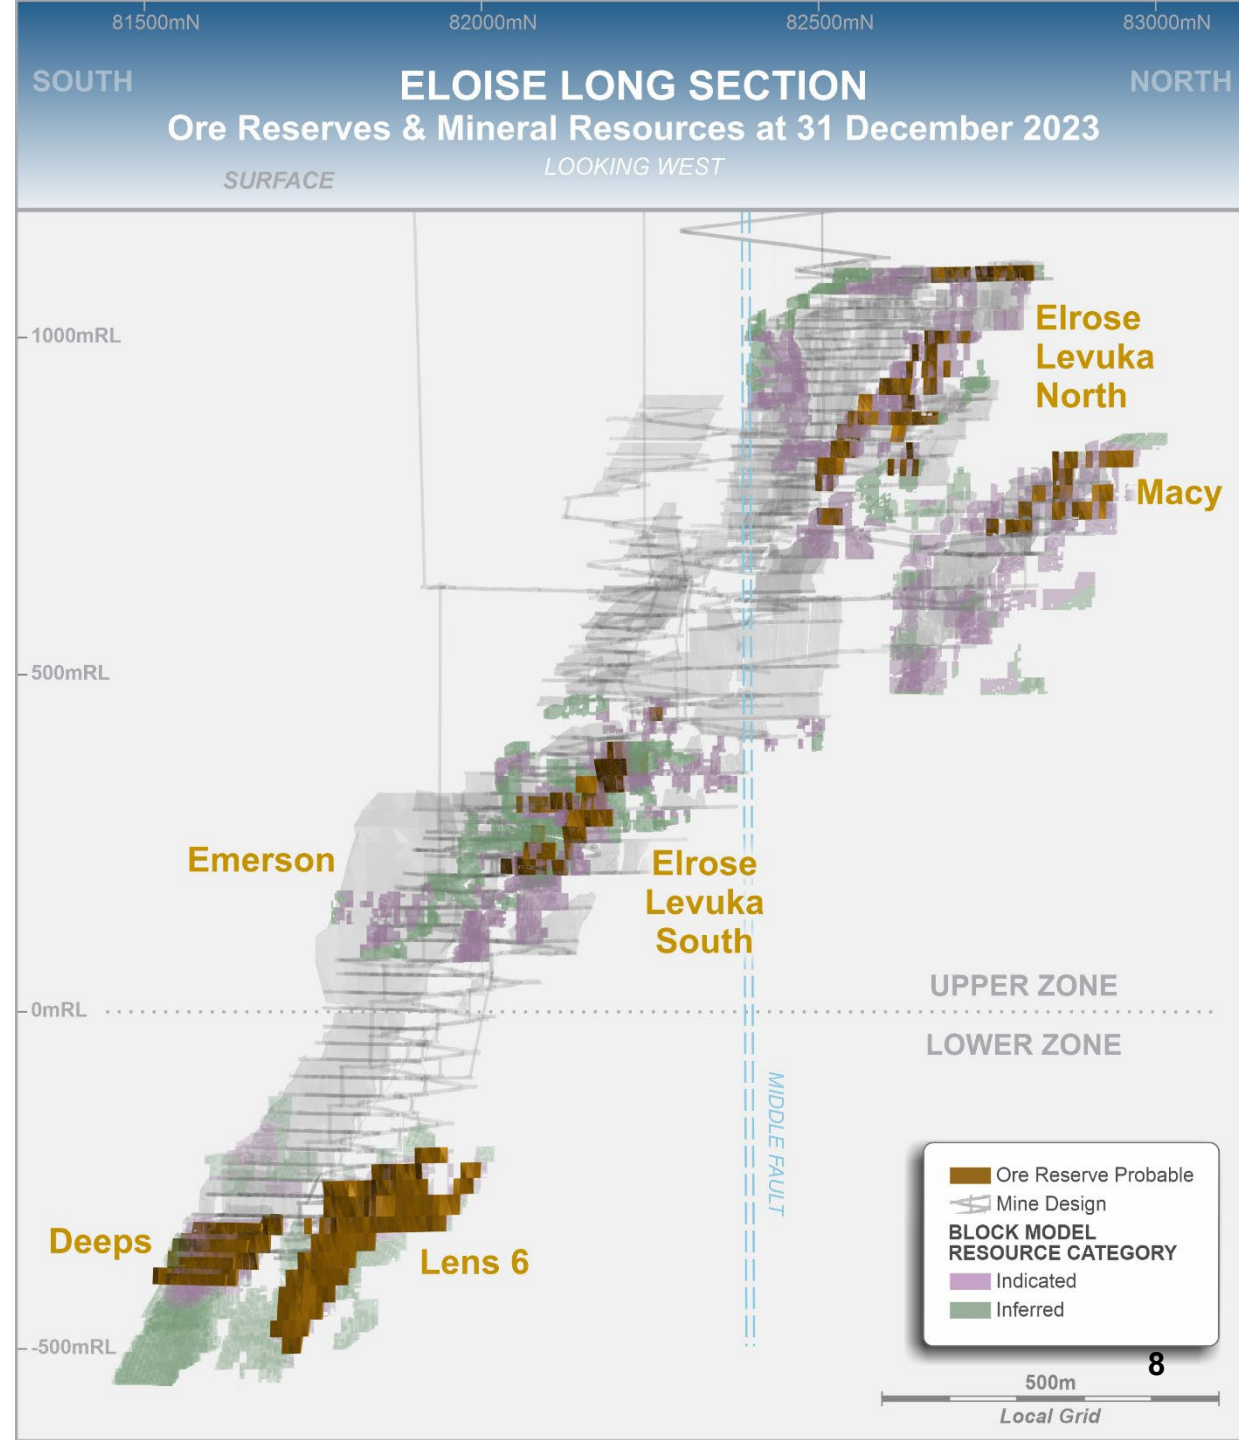 81500mN
82000mN
82500mN
83000mN
SOUTH
ELOISE LONG SECTION
NORTH
Ore Reserves & Mineral Resources at 31 December 2023
LOOKING WEST
SURFACE
1000mRL
Elrose
Levuka
North
Macy
500mRL
Emerson
Elrose
Levuka
South
UPPER ZONE
0mRL
LOWER ZONE
MIDDLE FAULT
Deeps
Lens 6
-500mRL
Ore Reserve Probable
Mine Design
BLOCK MODEL
RESOURCE CATEGORY
Indicated
Inferred
8
500m
Local Grid